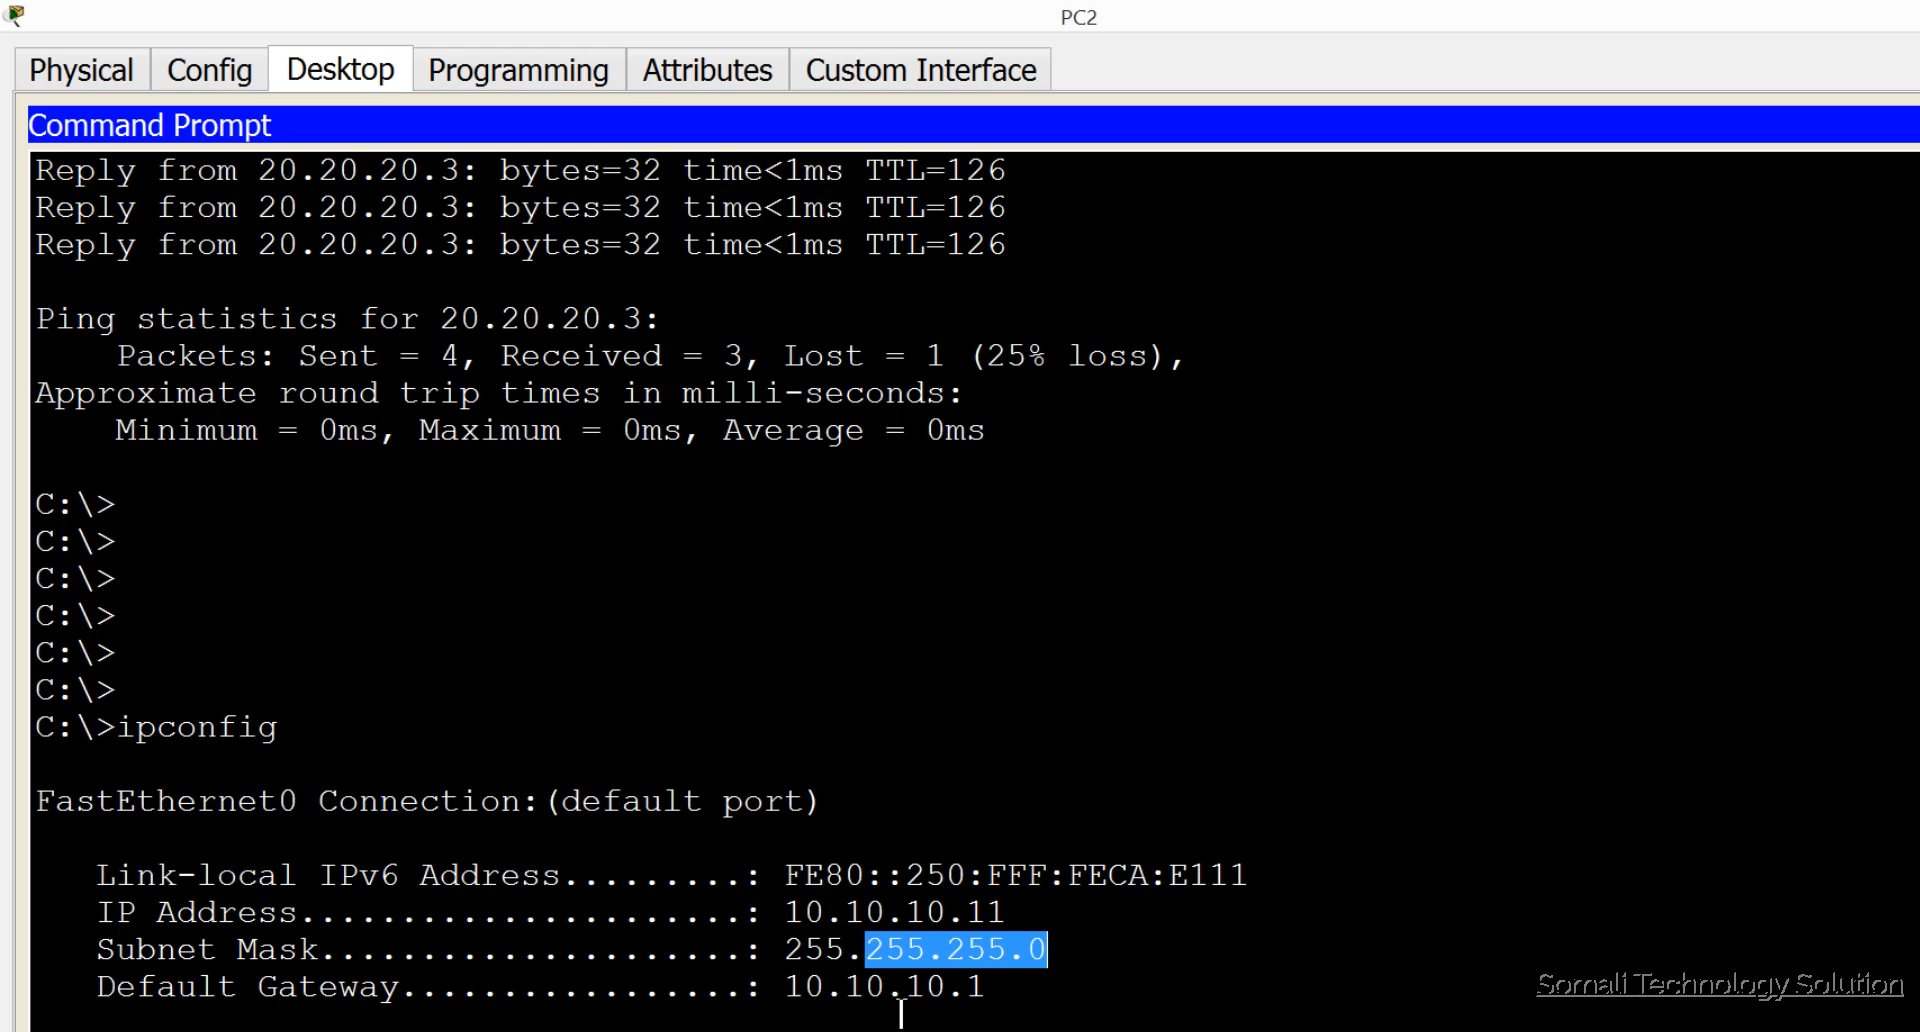 PC2
Physical Config Desktop Programming Attributes Custom Interface
Command Prompt
Reply from 20.20.20.3: bytes=32 time<1ms TTL=126
Reply from 20.20.20.3: bytes=32 time<1ms TTL=126
Reply from 20.20.20.3: bytes=32 time<1ms TTL=126
Ping statistics for 20.20.20.3:
Packets: Sent = 4, Received = 3, Lost = 1 (25% loss),
Approximate round trip times in milli-seconds:
Minimum = 0ms, Maximum = 0ms, Average = 0ms
C:\>
C:\>
C:\>
C:\>
C:\>
C:\>
C:\>ipconfig
FastEthernet0 Connection:(default port)
Link-local IPv6 Address.........: FE80::250:FFF:FECA:E111
IP Address......................: 10.10.10.11
Subnet Mask.....................: 255.255.255.0
Default Gateway.................: 10.10.10.1
Somali Technology Solution